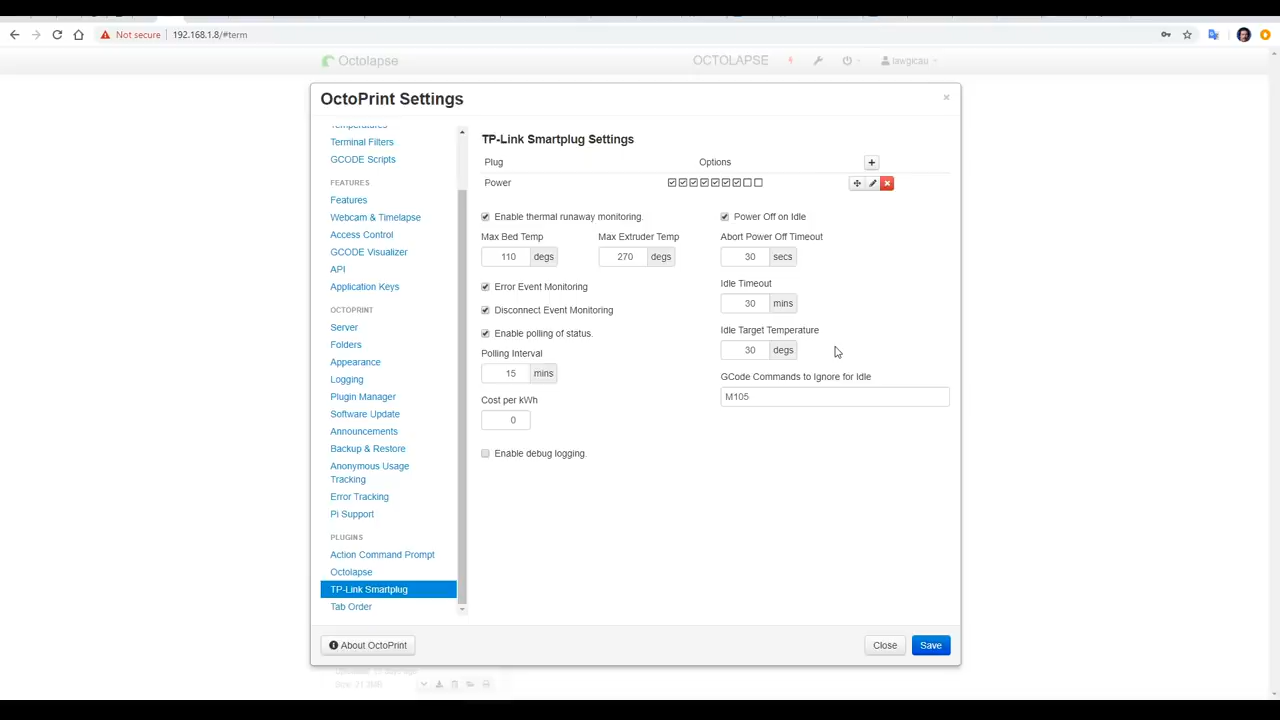 Not secure 192.168.1.8/#term
Octolapse OCTOLAPSE lawgicau
OctoPrint Settings ×
Temperatures
Terminal Filters
GCODE Scripts
FEATURES
Features
Webcam & Timelapse
Access Control
GCODE Visualizer
API
Application Keys
OCTOPRINT
Server
Folders
Appearance
Logging
Plugin Manager
Software Update
Announcements
Backup & Restore
Anonymous Usage
Tracking
Error Tracking
Pi Support
PLUGINS
Action Command Prompt
Octolapse
TP-Link Smartplug
Tab Order
TP-Link Smartplug Settings
Plug Options
Power
Enable thermal runaway monitoring.
Max Bed Temp Max Extruder Temp
110 degs 270 degs
Error Event Monitoring
Disconnect Event Monitoring
Enable polling of status.
Polling Interval
15 mins
Cost per kWh
0
Enable debug logging.
Power Off on Idle
Abort Power Off Timeout
30 secs
Idle Timeout
30 mins
Idle Target Temperature
30 degs
GCode Commands to Ignore for Idle
M105
About OctoPrint Close Save
Size: 21.3MB